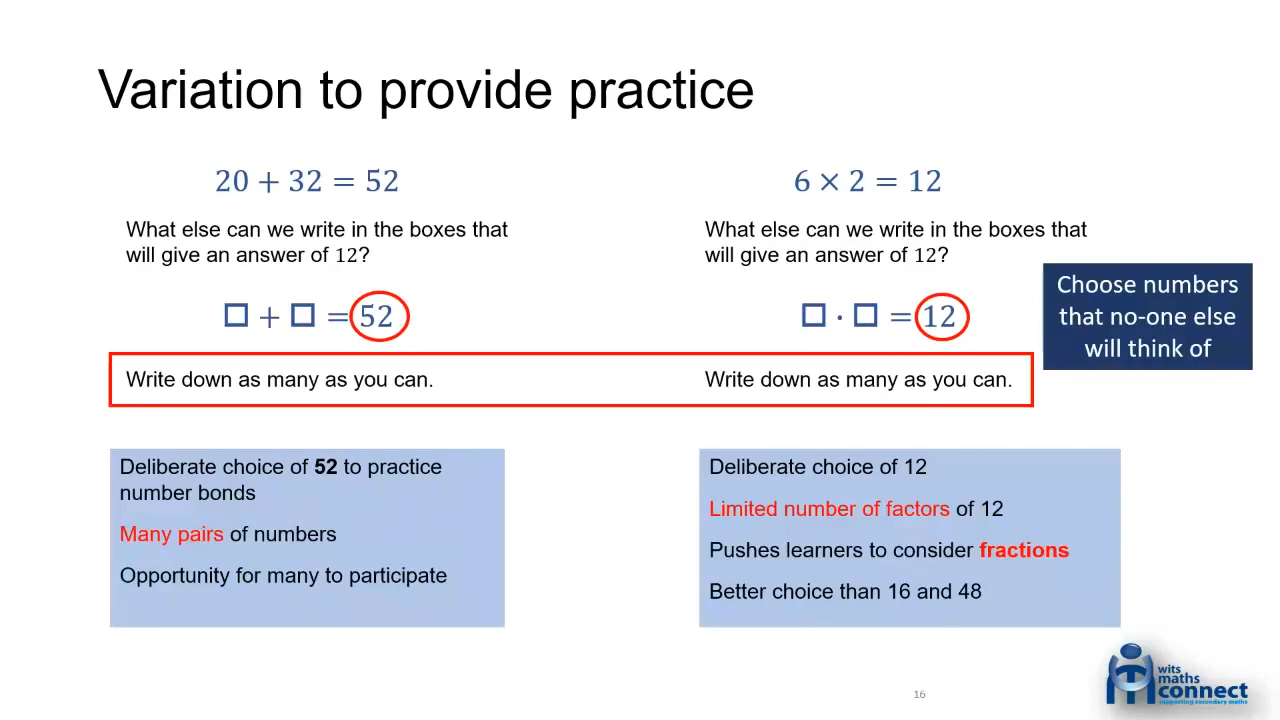 Variation to provide practice
20 + 32 = 52
What else can we write in the boxes that
will give an answer of 12?
□ + □ = 52
Write down as many as you can.
6 × 2 = 12
What else can we write in the boxes that
will give an answer of 12?
□ · □ = 12
Write down as many as you can.
Choose numbers
that no-one else
will think of
Deliberate choice of 52 to practice
number bonds
Many pairs of numbers
Opportunity for many to participate
Deliberate choice of 12
Limited number of factors of 12
Pushes learners to consider fractions
Better choice than 16 and 48
16
wits
maths
connect
supporting secondary maths